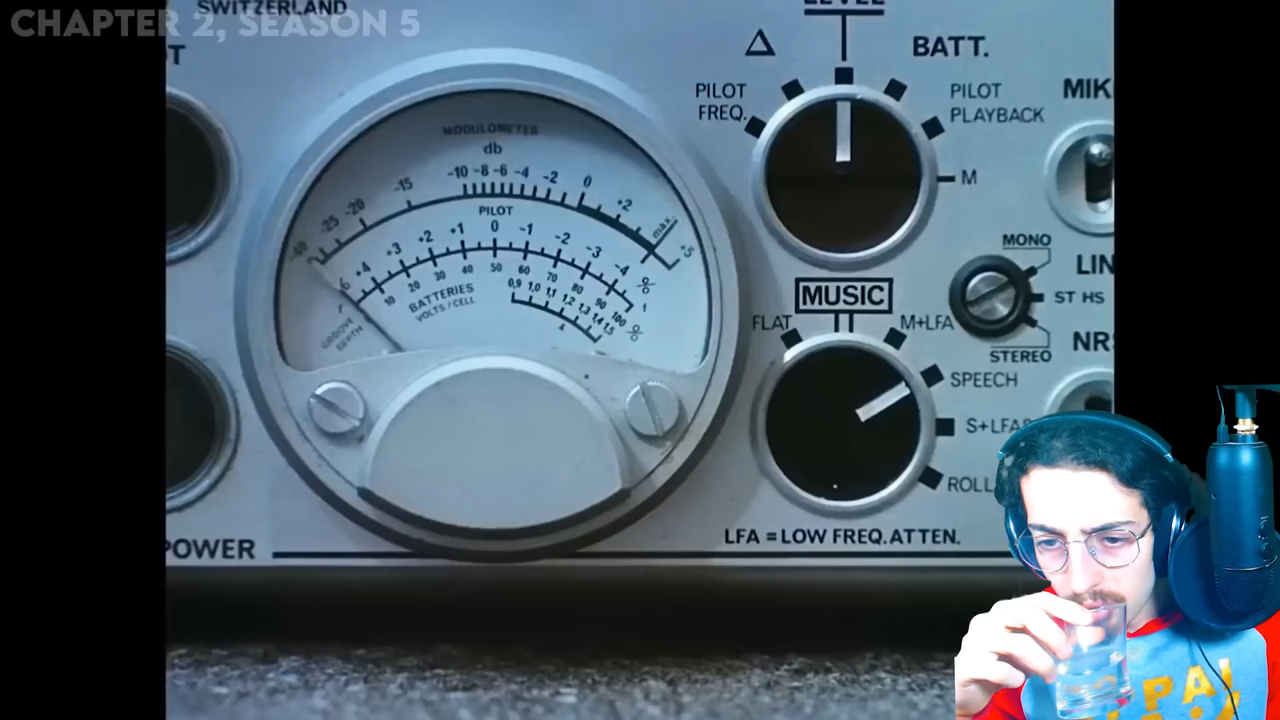 CHAPTER 2, SEASON 5
SWITZERLAND
LEVEL
BATT.
PILOT
FREQ.
PILOT
PLAYBACK
M
MIK
MODULOMETER
db
-40 -25 -20 -15 -10 -8 -6 -4 -2 0 +2 max. +5
PILOT
6 +4 +3 +2 +1 0 -1 -2 -3 -4 %
10 20 30 40 50 60 70 80 90 100 %
BATTERIES
VOLTS/CELL
0,9 1,0 1,1 1,2 1,3 1,4 1,5
GROOVE
DEPTH
MONO
LIN
ST HS
STEREO
NRS
MUSIC
FLAT
M+LFA
SPEECH
S+LFA
ROLL
POWER
LFA = LOW FREQ. ATTEN.